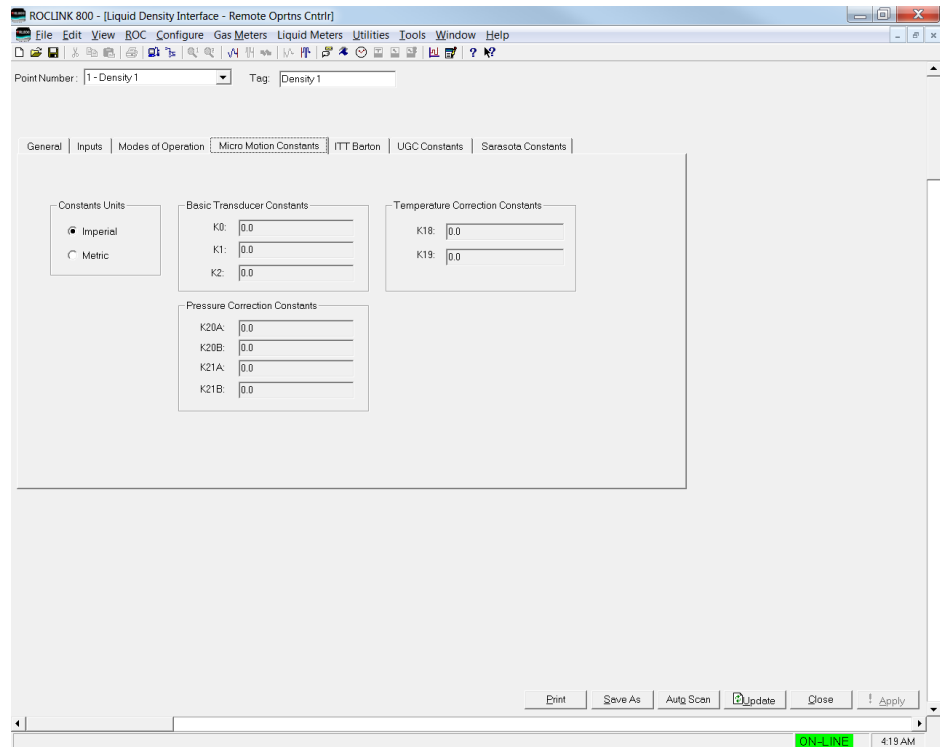 ROCLINK 800 - [Liquid Density Interface - Remote Oprtns Cntrlr]
File Edit View ROC Configure Gas Meters Liquid Meters Utilities Tools Window Help
Point Number: 1 - Density 1 Tag: Density 1
General Inputs Modes of Operation Micro Motion Constants ITT Barton UGC Constants Sarasota Constants
Constants Units Basic Transducer Constants Temperature Correction Constants
Imperial K0: 0.0 K18: 0.0
Metric K1: 0.0 K19: 0.0
K2: 0.0
Pressure Correction Constants
K20A: 0.0
K20B: 0.0
K21A: 0.0
K21B: 0.0
Print Save As Auto Scan Update Close ! Apply
ON-LINE 4:19 AM